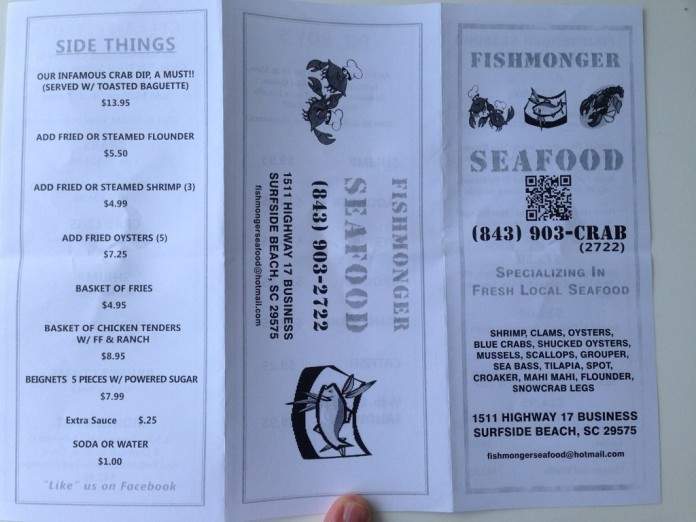 SIDE THINGS
OUR INFAMOUS CRAB DIP, A MUST!!
(SERVED W/ TOASTED BAGUETTE)
$13.95
ADD FRIED OR STEAMED FLOUNDER
$5.50
ADD FRIED OR STEAMED SHRIMP (3)
$4.99
ADD FRIED OYSTERS (5)
$7.25
BASKET OF FRIES
$4.95
BASKET OF CHICKEN TENDERS
W/ FF & RANCH
$8.95
BEIGNETS 5 PIECES W/ POWERED SUGAR
$7.99
Extra Sauce $.25
SODA OR WATER
$1.00
"Like" us on Facebook
FISHMONGER
SEAFOOD
(843) 903-2722
1511 HIGHWAY 17 BUSINESS
SURFSIDE BEACH, SC 29575
fishmongerseafood@hotmail.com
FISHMONGER
SEAFOOD
(843) 903-CRAB
(2722)
SPECIALIZING IN
FRESH LOCAL SEAFOOD
SHRIMP, CLAMS, OYSTERS,
BLUE CRABS, SHUCKED OYSTERS,
MUSSELS, SCALLOPS, GROUPER,
SEA BASS, TILAPIA, SPOT,
CROAKER, MAHI MAHI, FLOUNDER,
SNOWCRAB LEGS
1511 HIGHWAY 17 BUSINESS
SURFSIDE BEACH, SC 29575
fishmongerseafood@hotmail.com